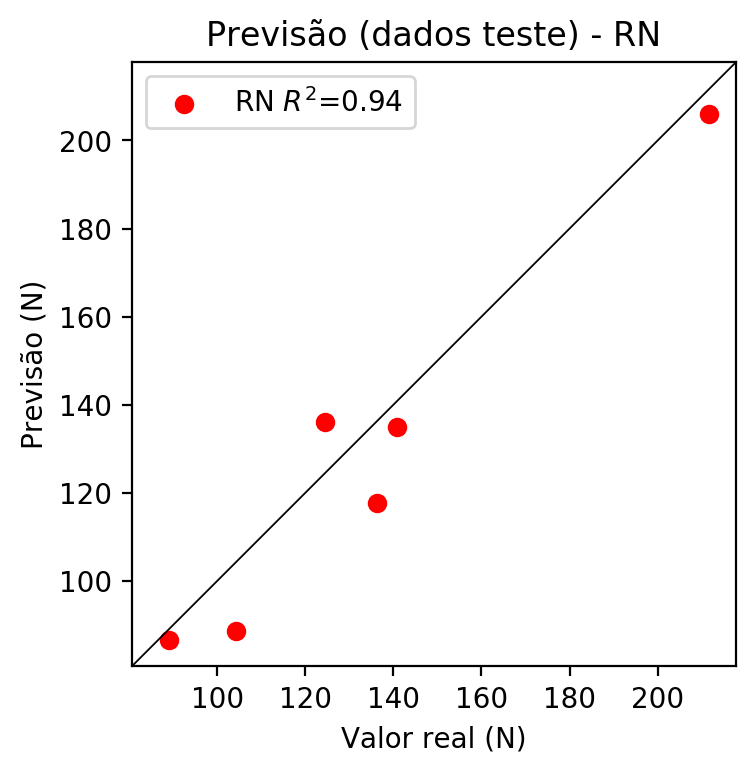 Previsão (dados teste) - RN
RN R²=0.94
200
180
160
140
120
100
Previsão (N)
100 120 140 160 180 200
Valor real (N)